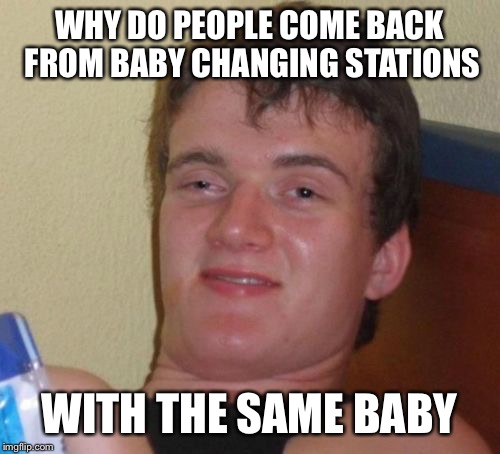 WHY DO PEOPLE COME BACK
FROM BABY CHANGING STATIONS
WITH THE SAME BABY
imgflip.com